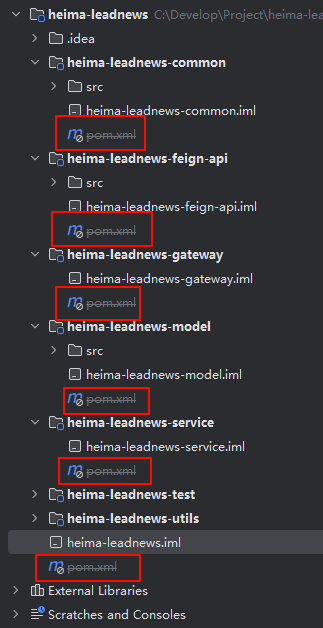 heima-leadnews C:\Develop\Project\heima-lea
.idea
heima-leadnews-common
src
heima-leadnews-common.iml
pom.xml
heima-leadnews-feign-api
src
heima-leadnews-feign-api.iml
pom.xml
heima-leadnews-gateway
heima-leadnews-gateway.iml
pom.xml
heima-leadnews-model
src
heima-leadnews-model.iml
pom.xml
heima-leadnews-service
heima-leadnews-service.iml
pom.xml
heima-leadnews-test
heima-leadnews-utils
heima-leadnews.iml
pom.xml
External Libraries
Scratches and Consoles